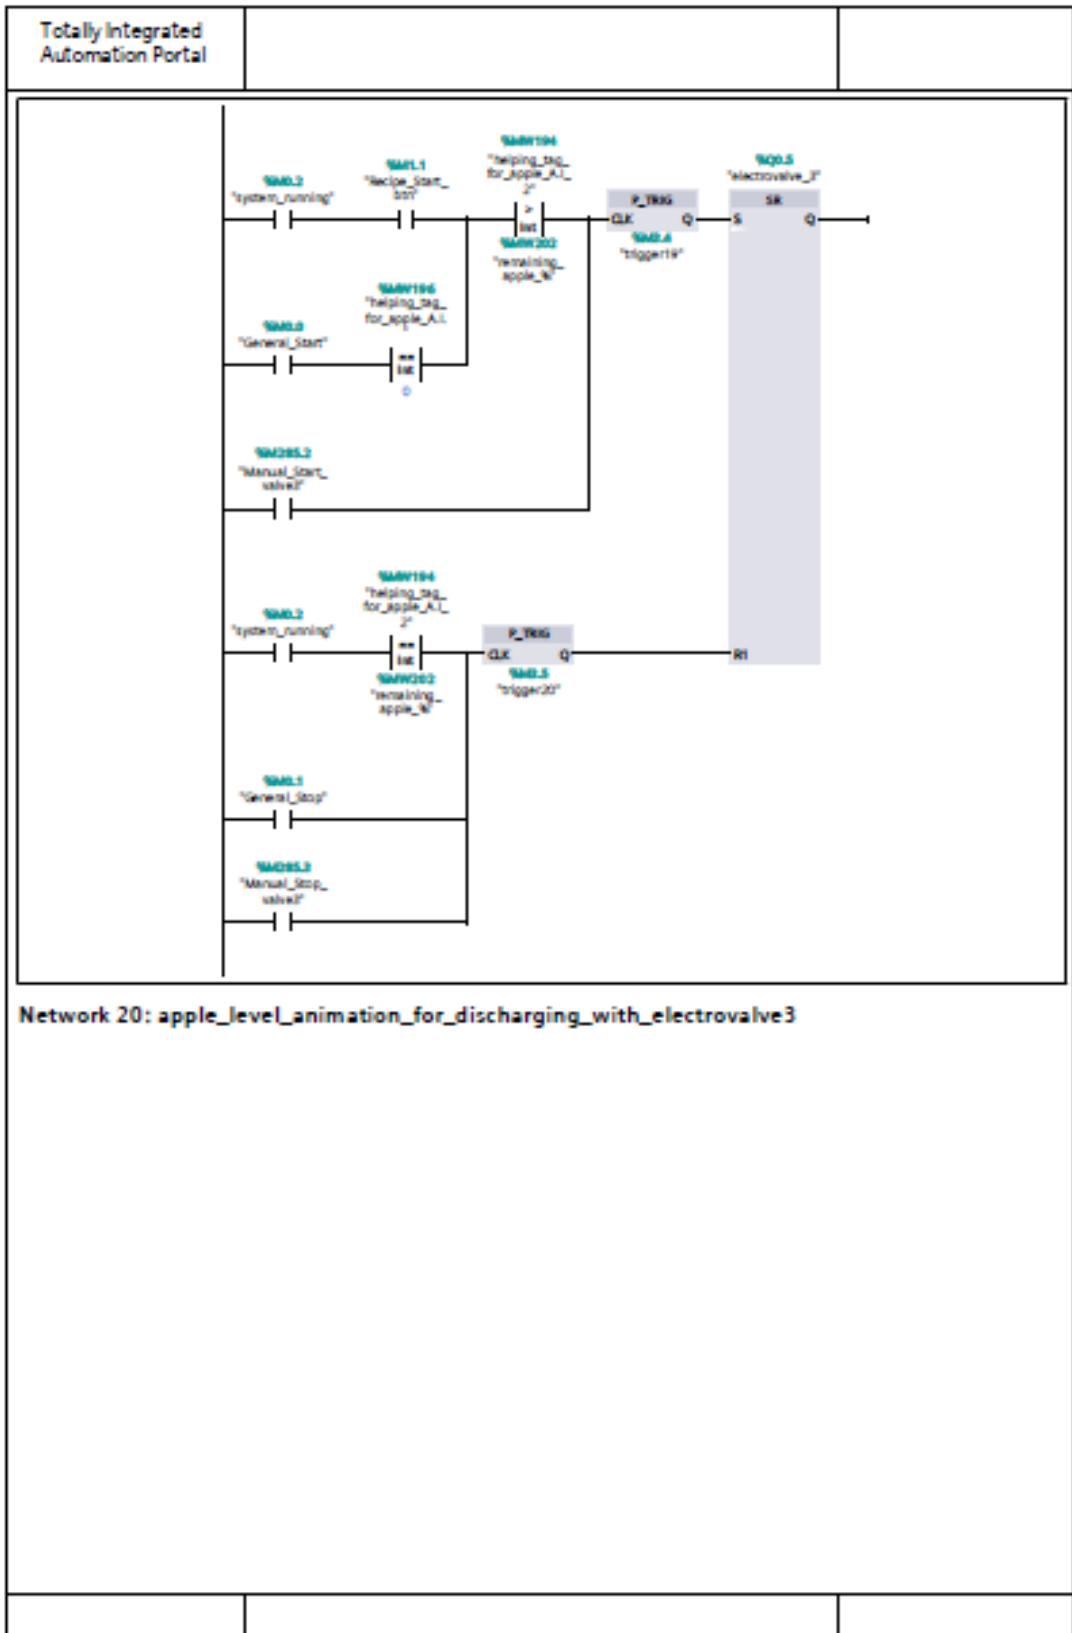 Totally Integrated
Automation Portal
%MW194
"helping_tag_
for_apple_A.I_
2"
%M0.2
"system_running"
%M1.1
"Recipe_Start_
btn"
>
Int
%MW202
"remaining_
apple_%"
P_TRIG
CLK Q
"trigger19"
%Q0.5
"electrovalve_3"
SR
S Q
%M0.0
"General_Start"
%MW196
"helping_tag_
for_apple_A.I.
==
Int
0
%M285.2
"Manual_Start_
valve3"
%M0.2
"system_running"
%MW194
"helping_tag_
for_apple_A.I_
2"
==
Int
%MW202
"remaining_
apple_%"
P_TRIG
CLK Q
%M3.5
"trigger20"
R1
%M0.1
"General_Stop"
%M285.3
"Manual_Stop_
valve3"
Network 20: apple_level_animation_for_discharging_with_electrovalve3